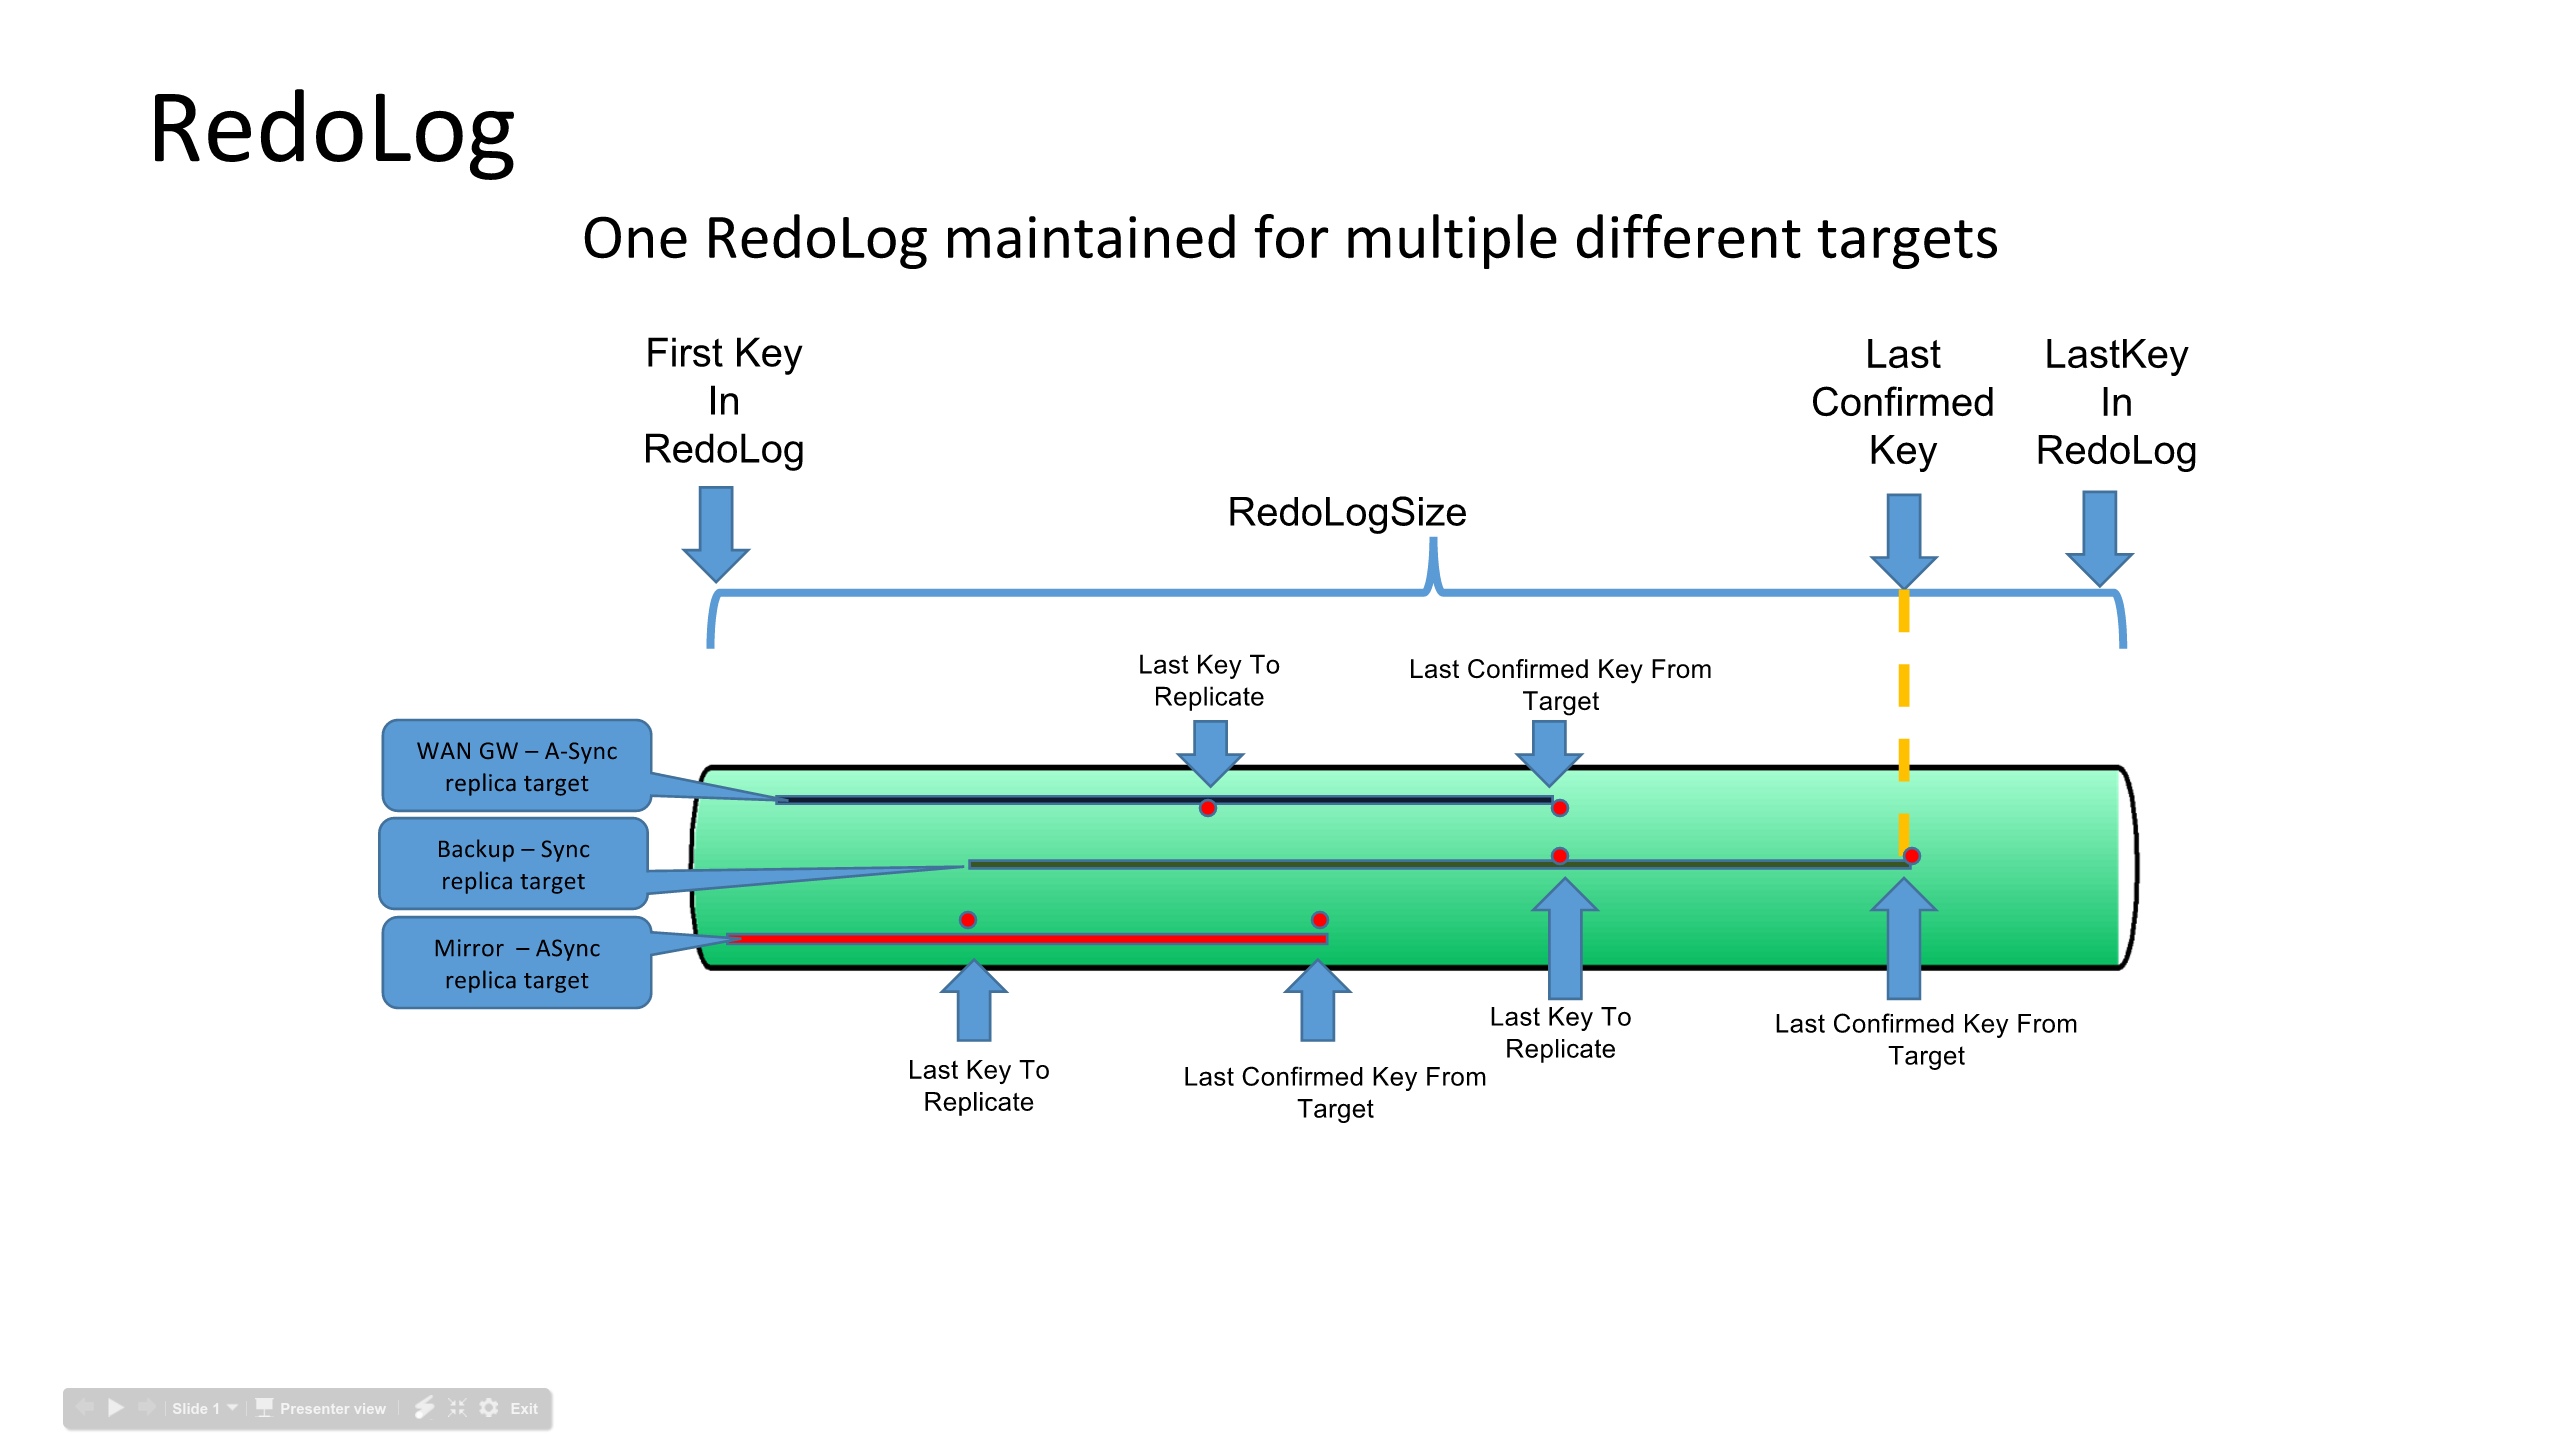 RedoLog
One RedoLog maintained for multiple different targets
First Key
In
RedoLog
Last
Confirmed
Key
LastKey
In
RedoLog
RedoLogSize
Last Key To
Replicate
Last Confirmed Key From
Target
WAN GW – A-Sync
replica target
Backup – Sync
replica target
Mirror – ASync
replica target
Last Key To
Replicate
Last Confirmed Key From
Target
Last Key To
Replicate
Last Confirmed Key From
Target
Slide 1
Presenter view
Exit